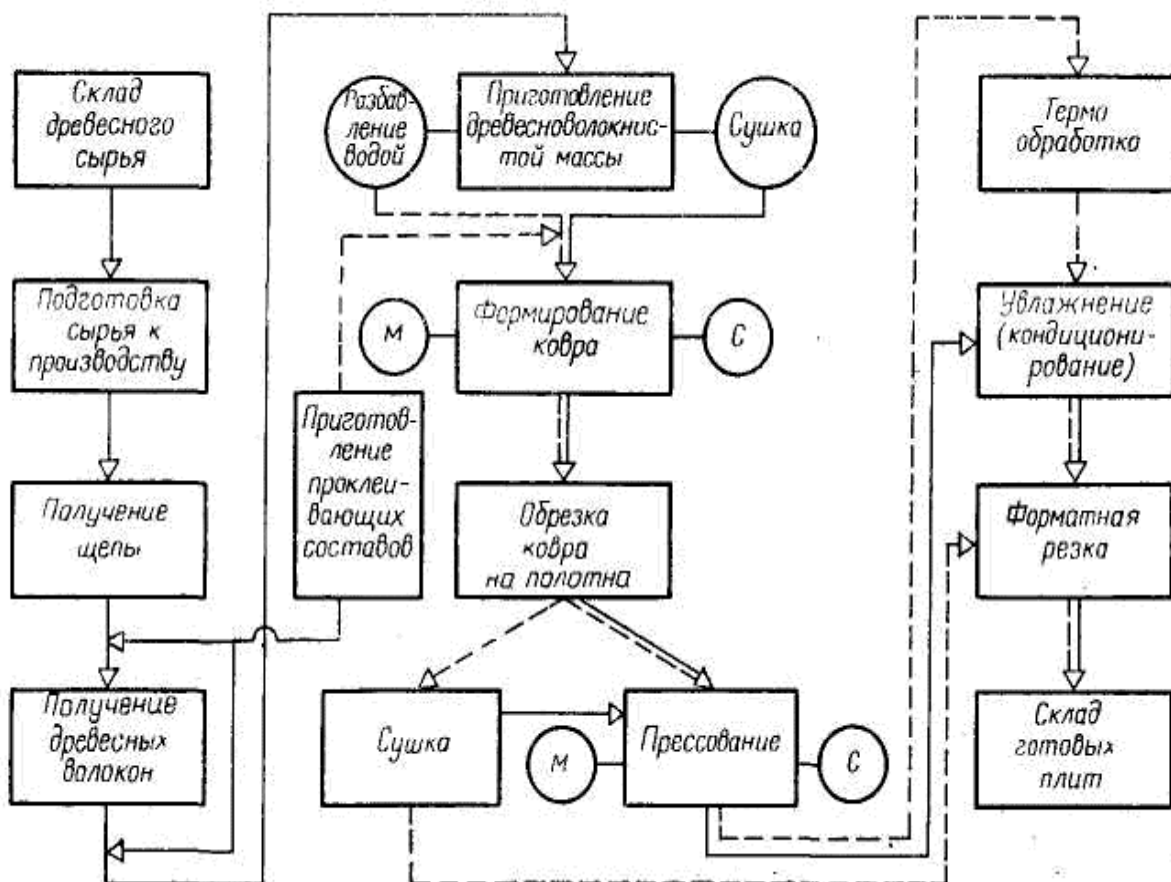 Склад
древесного
сырья
Подготовка
сырья к
производству
Получение
щепы
Получение
древесных
волокон
Разбав-
ление
водой
Приготовление
древесноволокнис-
той массы
Сушка
М
Формирование
ковра
С
Приготов-
ление
проклеи-
вающих
составов
Обрезка
ковра
на полотна
Сушка
М
Прессование
С
Термо
обработка
Увлажнение
(кондициони-
рование)
Форматная
резка
Склад
готовых
плит